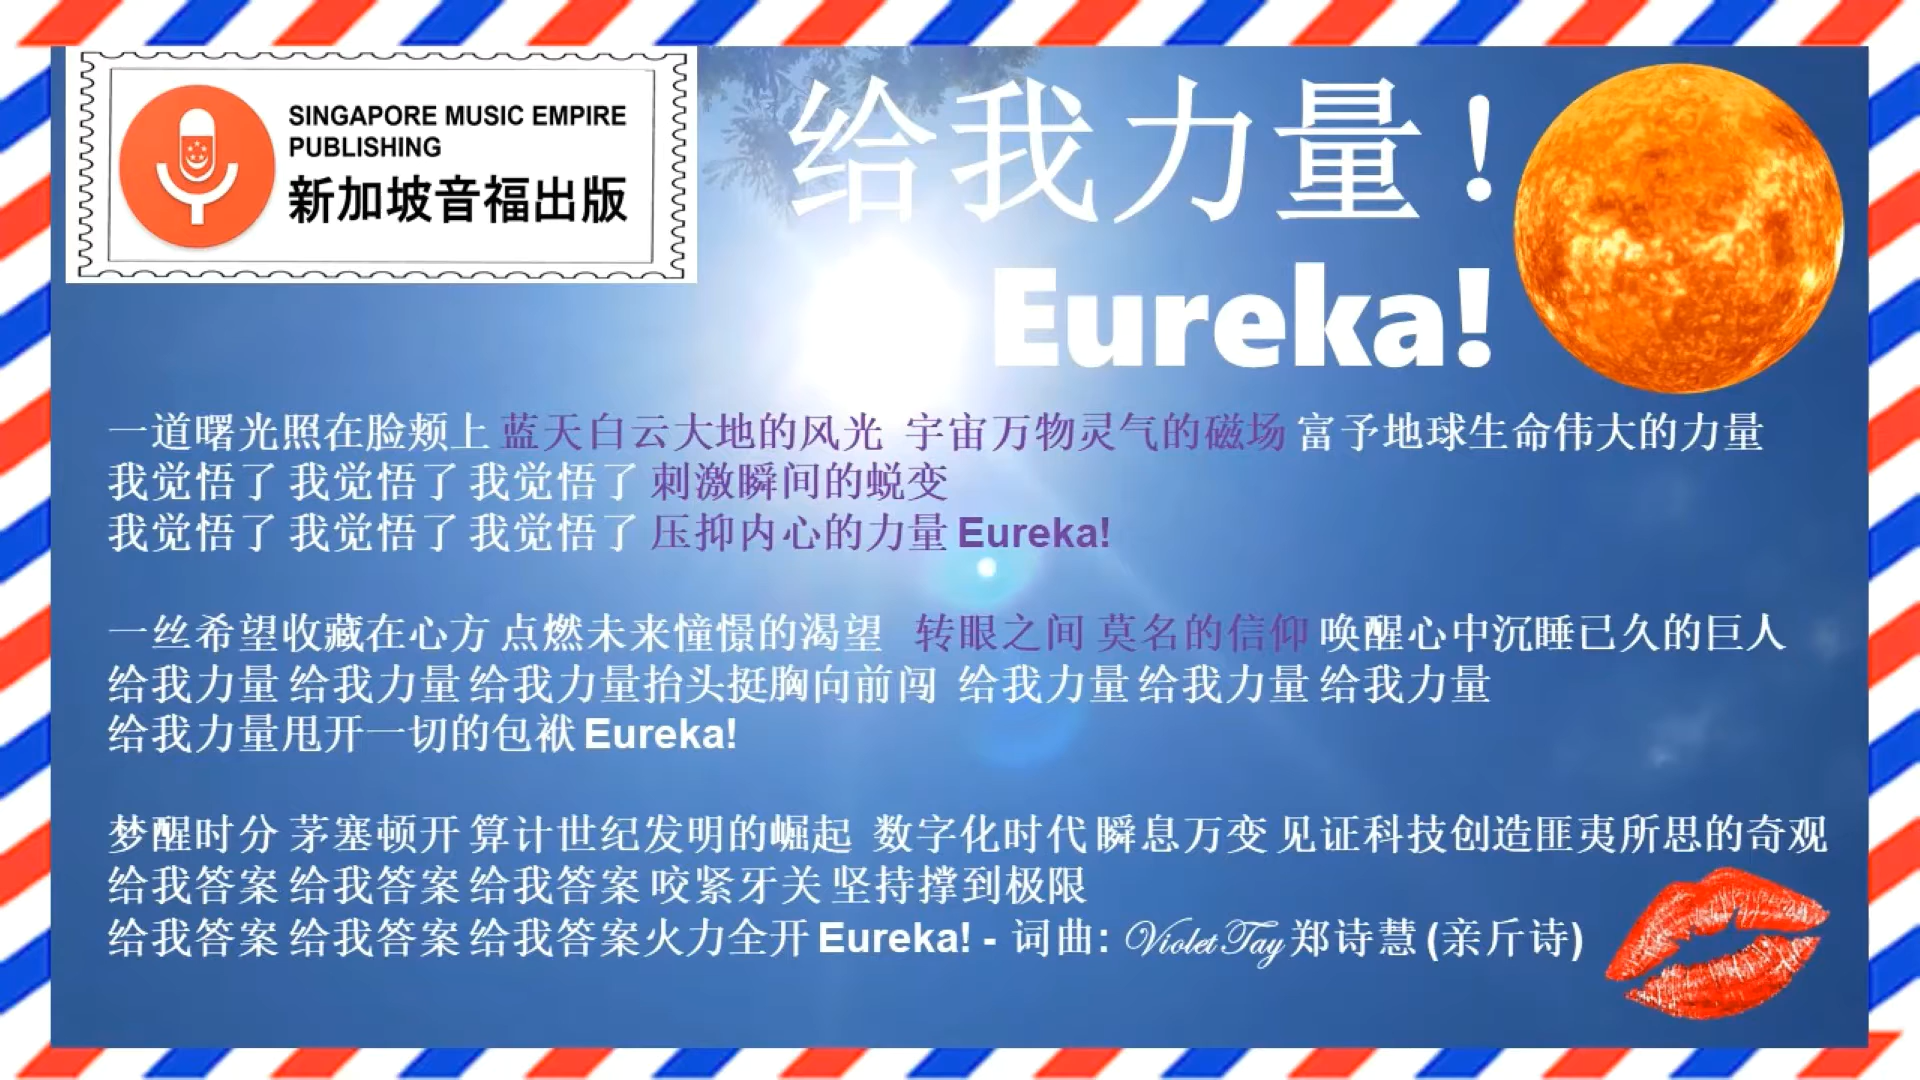 SINGAPORE MUSIC EMPIRE
PUBLISHING
新加坡音福出版
给我力量！
Eureka!
一道曙光照在脸颊上 蓝天白云大地的风光 宇宙万物灵气的磁场 富予地球生命伟大的力量
我觉悟了 我觉悟了 我觉悟了 刺激瞬间的蜕变
我觉悟了 我觉悟了 我觉悟了 压抑内心的力量 Eureka!
一丝希望收藏在心方 点燃未来憧憬的渴望 转眼之间 莫名的信仰 唤醒心中沉睡已久的巨人
给我力量 给我力量 给我力量抬头挺胸向前闯 给我力量 给我力量 给我力量
给我力量甩开一切的包袱 Eureka!
梦醒时分 茅塞顿开 算计世纪发明的崛起 数字化时代 瞬息万变 见证科技创造匪夷所思的奇观
给我答案 给我答案 给我答案 咬紧牙关 坚持撑到极限
给我答案 给我答案 给我答案火力全开 Eureka! - 词曲: Violet Tay 郑诗慧 (亲斤诗)